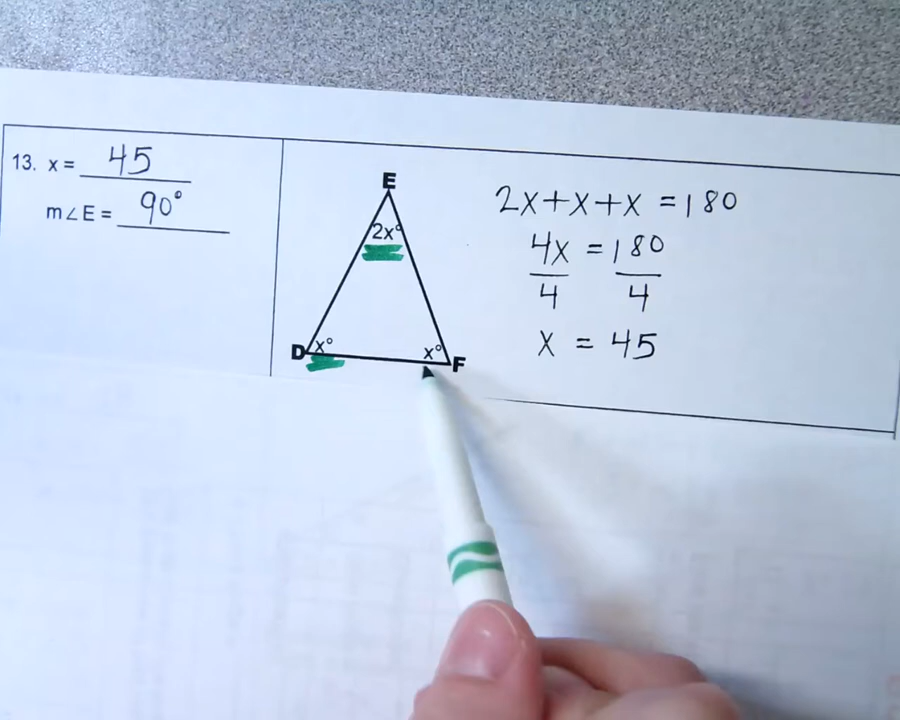 13. x = 45
m∠E = 90°
E
2x°
D x° x° F
2x+x+x = 180
4x = 180
4 4
x = 45